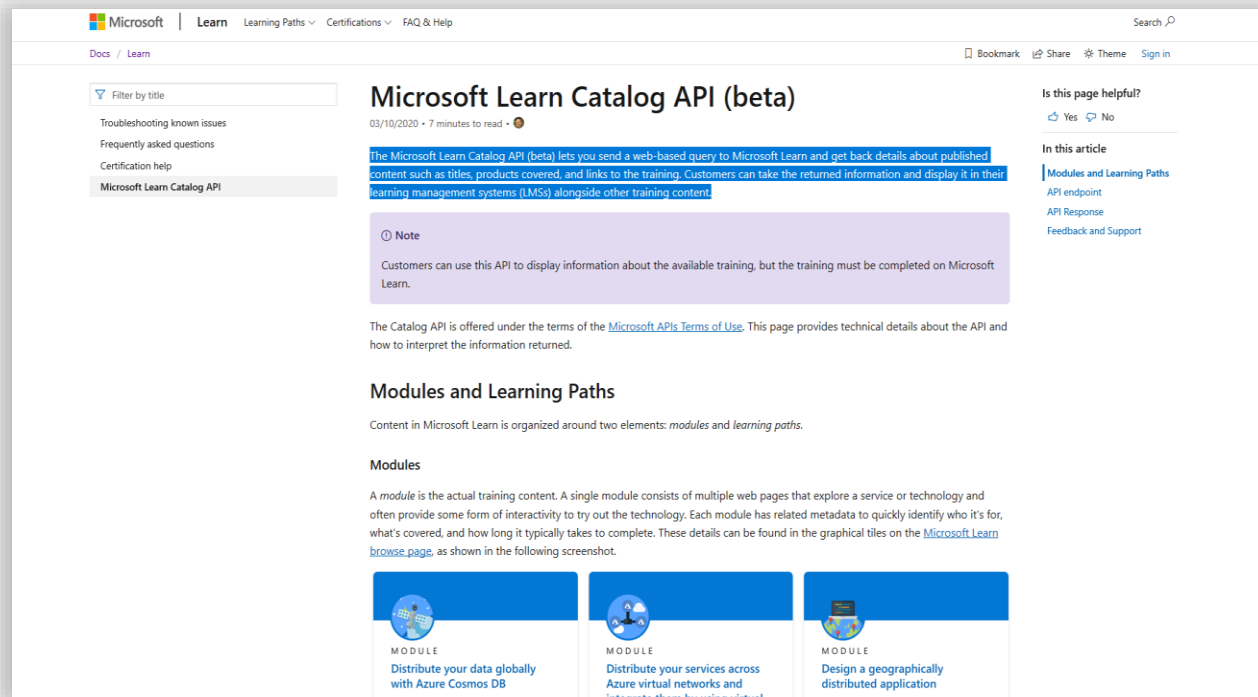 Microsoft
Learn
Learning Paths
Certifications
FAQ & Help
Search
Docs / Learn
Bookmark
Share
Theme
Sign in
Filter by title
Troubleshooting known issues
Frequently asked questions
Certification help
Microsoft Learn Catalog API
Microsoft Learn Catalog API (beta)
03/10/2020 • 7 minutes to read •
The Microsoft Learn Catalog API (beta) lets you send a web-based query to Microsoft Learn and get back details about published
content such as titles, products covered, and links to the training. Customers can take the returned information and display it in their
learning management systems (LMSs) alongside other training content.
Note
Customers can use this API to display information about the available training, but the training must be completed on Microsoft
Learn.
The Catalog API is offered under the terms of the Microsoft APIs Terms of Use. This page provides technical details about the API and
how to interpret the information returned.
Modules and Learning Paths
Content in Microsoft Learn is organized around two elements: modules and learning paths.
Modules
A module is the actual training content. A single module consists of multiple web pages that explore a service or technology and
often provide some form of interactivity to try out the technology. Each module has related metadata to quickly identify who it's for,
what's covered, and how long it typically takes to complete. These details can be found in the graphical tiles on the Microsoft Learn
browse page, as shown in the following screenshot.
MODULE
Distribute your data globally
with Azure Cosmos DB
MODULE
Distribute your services across
Azure virtual networks and
integrate them by using virtual
MODULE
Design a geographically
distributed application
Is this page helpful?
Yes
No
In this article
Modules and Learning Paths
API endpoint
API Response
Feedback and Support